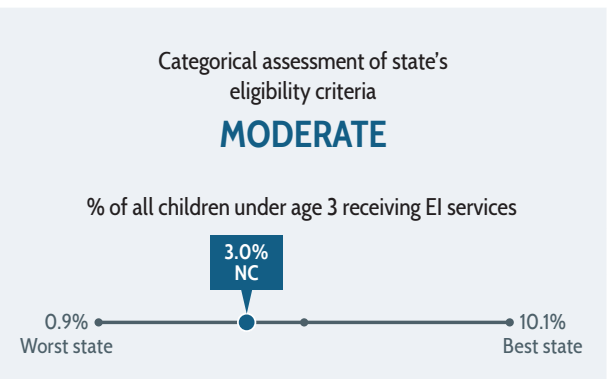 Categorical assessment of state's
eligibility criteria
MODERATE
% of all children under age 3 receiving EI services
3.0%
NC
0.9%
Worst state
10.1%
Best state